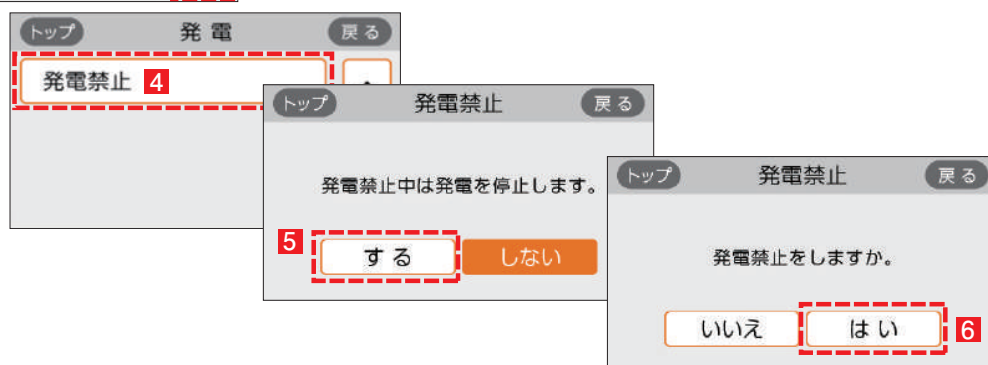 トップ 発電 戻る
発電禁止 4
トップ 発電禁止 戻る
発電禁止中は発電を停止します。
5 する しない
トップ 発電禁止 戻る
発電禁止をしますか。
いいえ はい 6